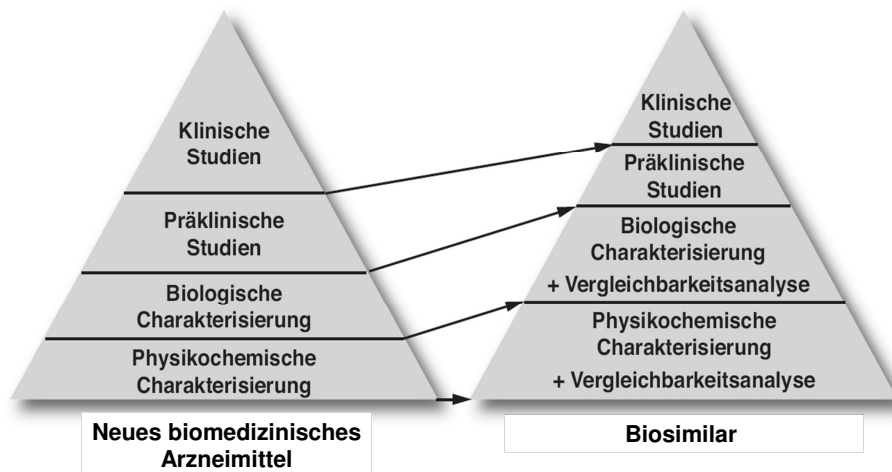 Klinische
Studien
Präklinische
Studien
Biologische
Charakterisierung
Physikochemische
Charakterisierung
Neues biomedizinisches
Arzneimittel
Klinische
Studien
Präklinische
Studien
Biologische
Charakterisierung
+ Vergleichbarkeitsanalyse
Physikochemische
Charakterisierung
+ Vergleichbarkeitsanalyse
Biosimilar